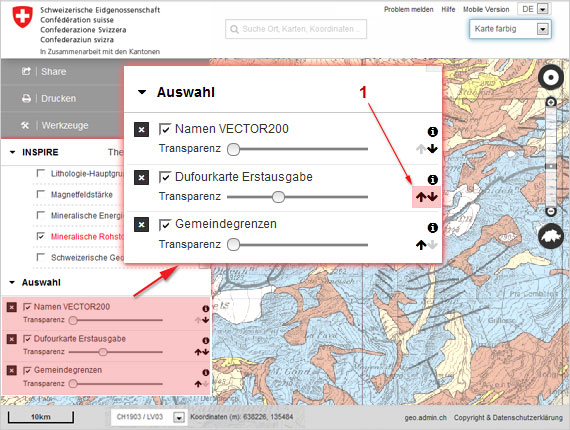 Schweizerische Eidgenossenschaft
Confédération suisse
Confederazione Svizzera
Confederaziun svizra
In Zusammenarbeit mit den Kantonen
Problem melden Hilfe Mobile Version DE
Suche Ort, Karten, Koordinaten...
Karte farbig
Share
Drucken
Werkzeuge
INSPIRE The
Lithologie-Hauptgru
Magnetfeldstärke
Mineralische Energie
Mineralische Rohsto
Schweizerische Geo
Auswahl
1
Namen VECTOR200
Transparenz
Dufourkarte Erstausgabe
Transparenz
Gemeindegrenzen
Transparenz
Auswahl
Namen VECTOR200
Transparenz
Dufourkarte Erstausgabe
Transparenz
Gemeindegrenzen
Transparenz
10km
CH1903 / LV03
Koordinaten (m): 638226, 135484
geo.admin.ch Copyright & Datenschutzerklärung